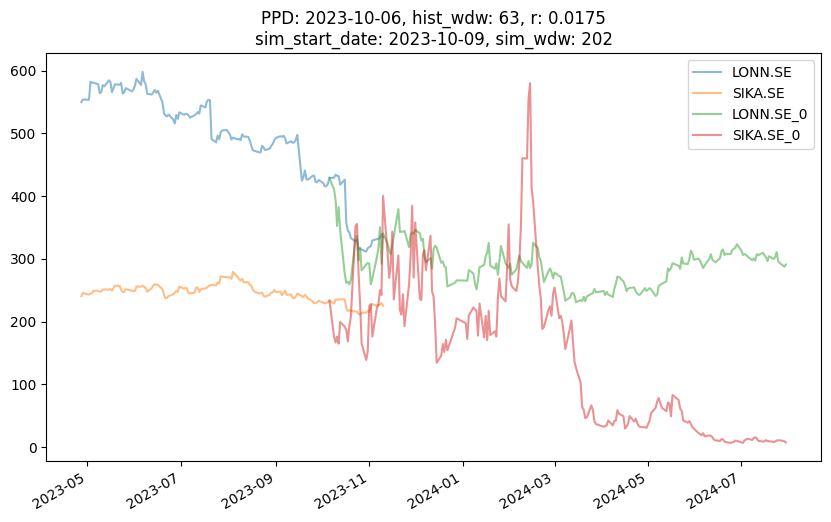 PPD: 2023-10-06, hist_wdw: 63, r: 0.0175
sim_start_date: 2023-10-09, sim_wdw: 202
LONN.SE
SIKA.SE
LONN.SE_0
SIKA.SE_0
600
500
400
300
200
100
0
2023-05
2023-07
2023-09
2023-11
2024-01
2024-03
2024-05
2024-07